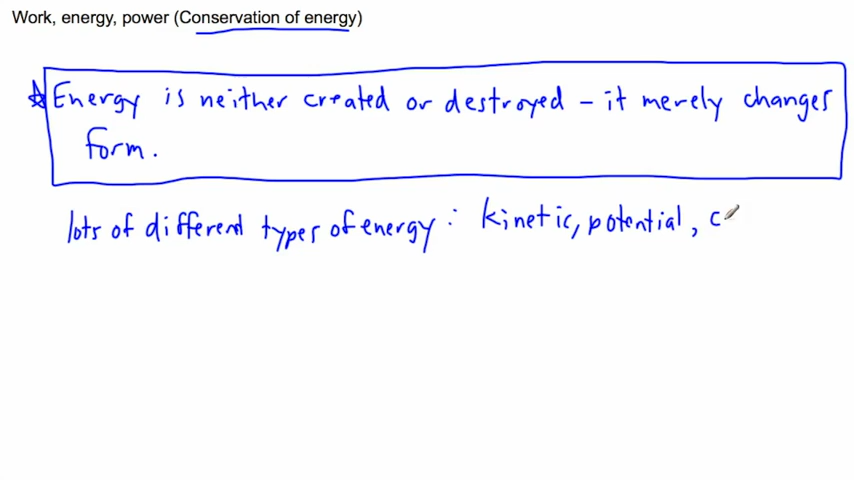 Work, energy, power (Conservation of energy)
Energy is neither created or destroyed - it merely changes
form.
lots of different types of energy : kinetic, potential, c